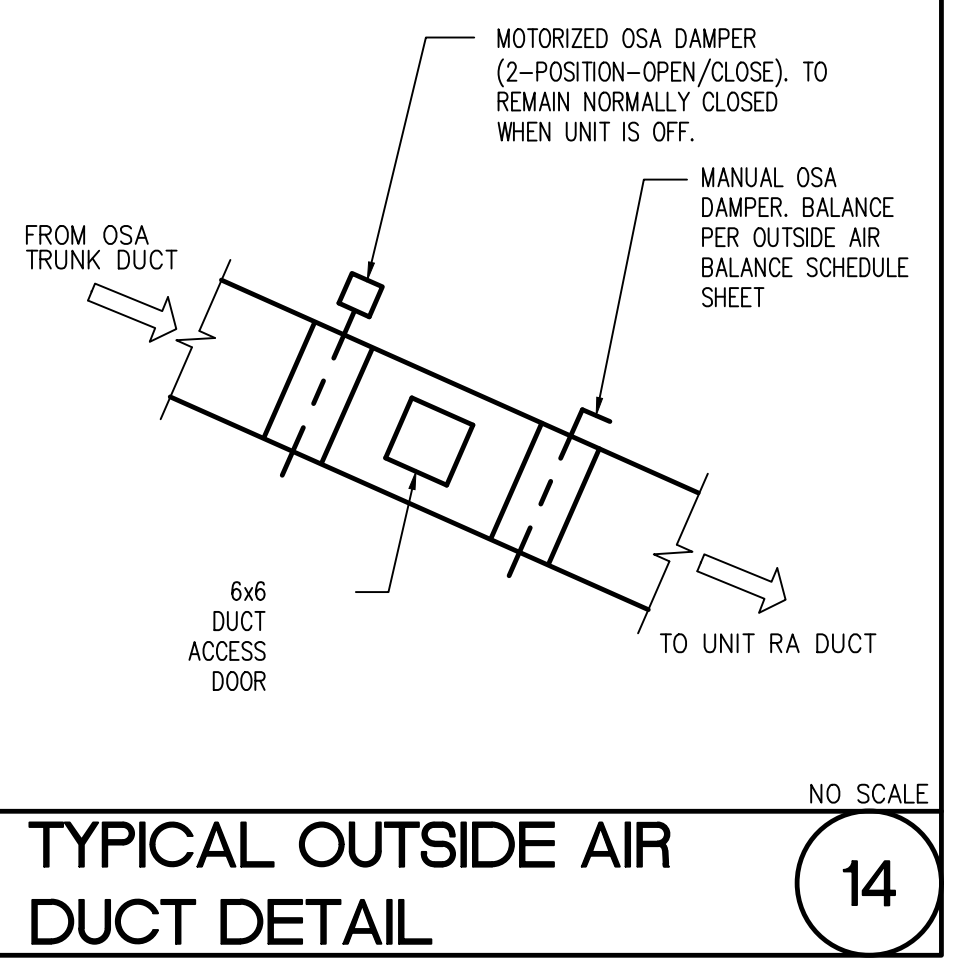 MOTORIZED OSA DAMPER
(2-POSITION-OPEN/CLOSE). TO
REMAIN NORMALLY CLOSED
WHEN UNIT IS OFF.
MANUAL OSA
DAMPER. BALANCE
PER OUTSIDE AIR
BALANCE SCHEDULE
SHEET
FROM OSA
TRUNK DUCT
6x6
DUCT
ACCESS
DOOR
TO UNIT RA DUCT
NO SCALE
TYPICAL OUTSIDE AIR
DUCT DETAIL
14